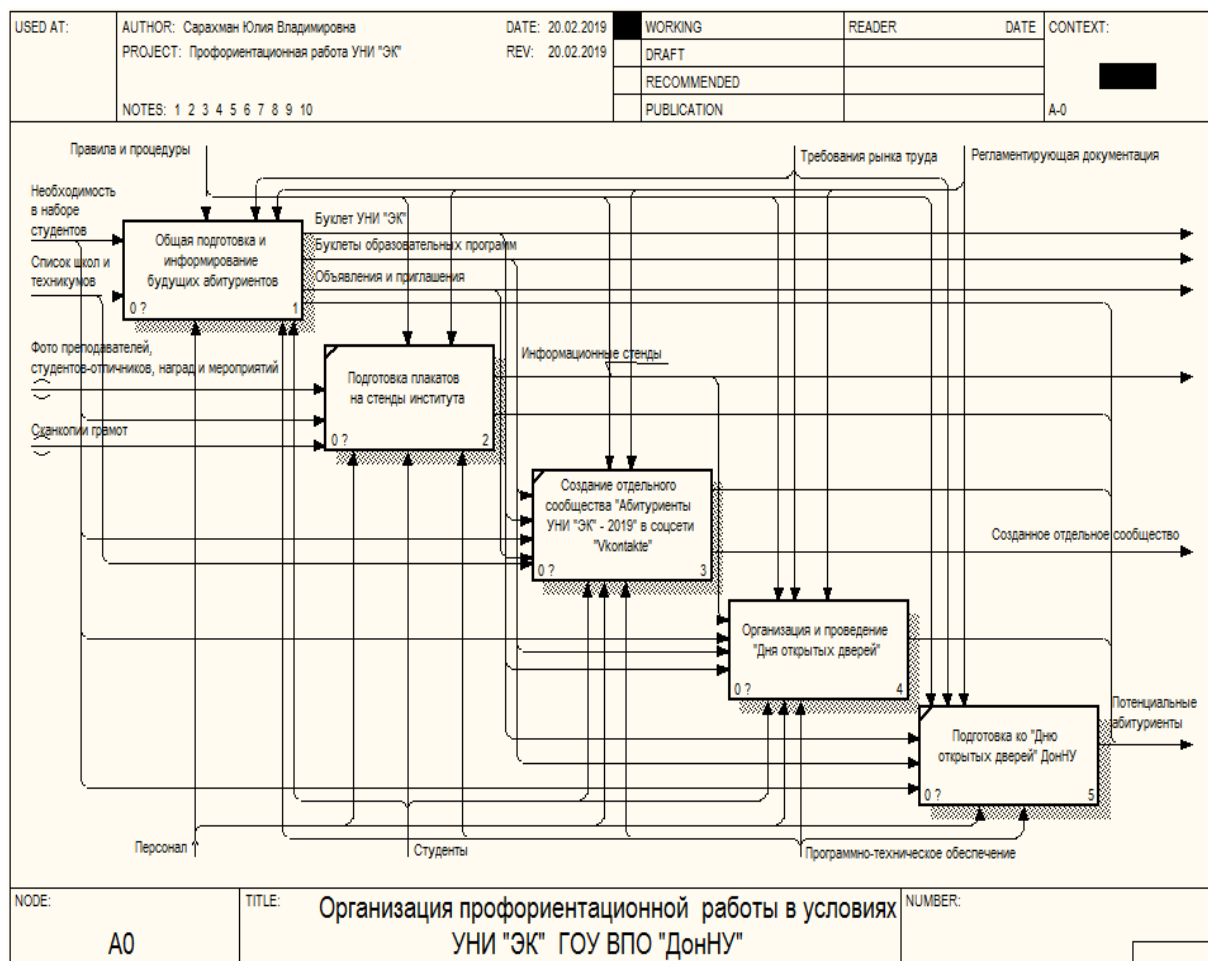 USED AT:
AUTHOR: Сарахман Юлия Владимировна
DATE: 20.02.2019
PROJECT: Профориентационная работа УНИ "ЭК"
REV: 20.02.2019
NOTES: 1 2 3 4 5 6 7 8 9 10
WORKING
DRAFT
RECOMMENDED
PUBLICATION
READER
DATE
CONTEXT:
A-0
Правила и процедуры
Требования рынка труда
Регламентирующая документация
Необходимость
в наборе
студентов
Список школ и
техникумов
Общая подготовка и
информирование
будущих абитуриентов
0 ?
1
Буклет УНИ "ЭК"
Буклеты образовательных программ
Объявления и приглашения
Фото преподавателей,
студентов-отличников, наград и мероприятий
Сканкопии грамот
Подготовка плакатов
на стенды института
0 ?
2
Информационные стенды
Создание отдельного
сообщества "Абитуриенты
УНИ "ЭК" - 2019" в соцсети
"Vkontakte"
0 ?
3
Созданное отдельное сообщество
Организация и проведение
"Дня открытых дверей"
0 ?
4
Подготовка ко "Дню
открытых дверей" ДонНУ
0 ?
5
Потенциальные
абитуриенты
Персонал
Студенты
Программно-техническое обеспечение
NODE:
A0
TITLE:
Организация профориентационной работы в условиях
УНИ "ЭК" ГОУ ВПО "ДонНУ"
NUMBER: